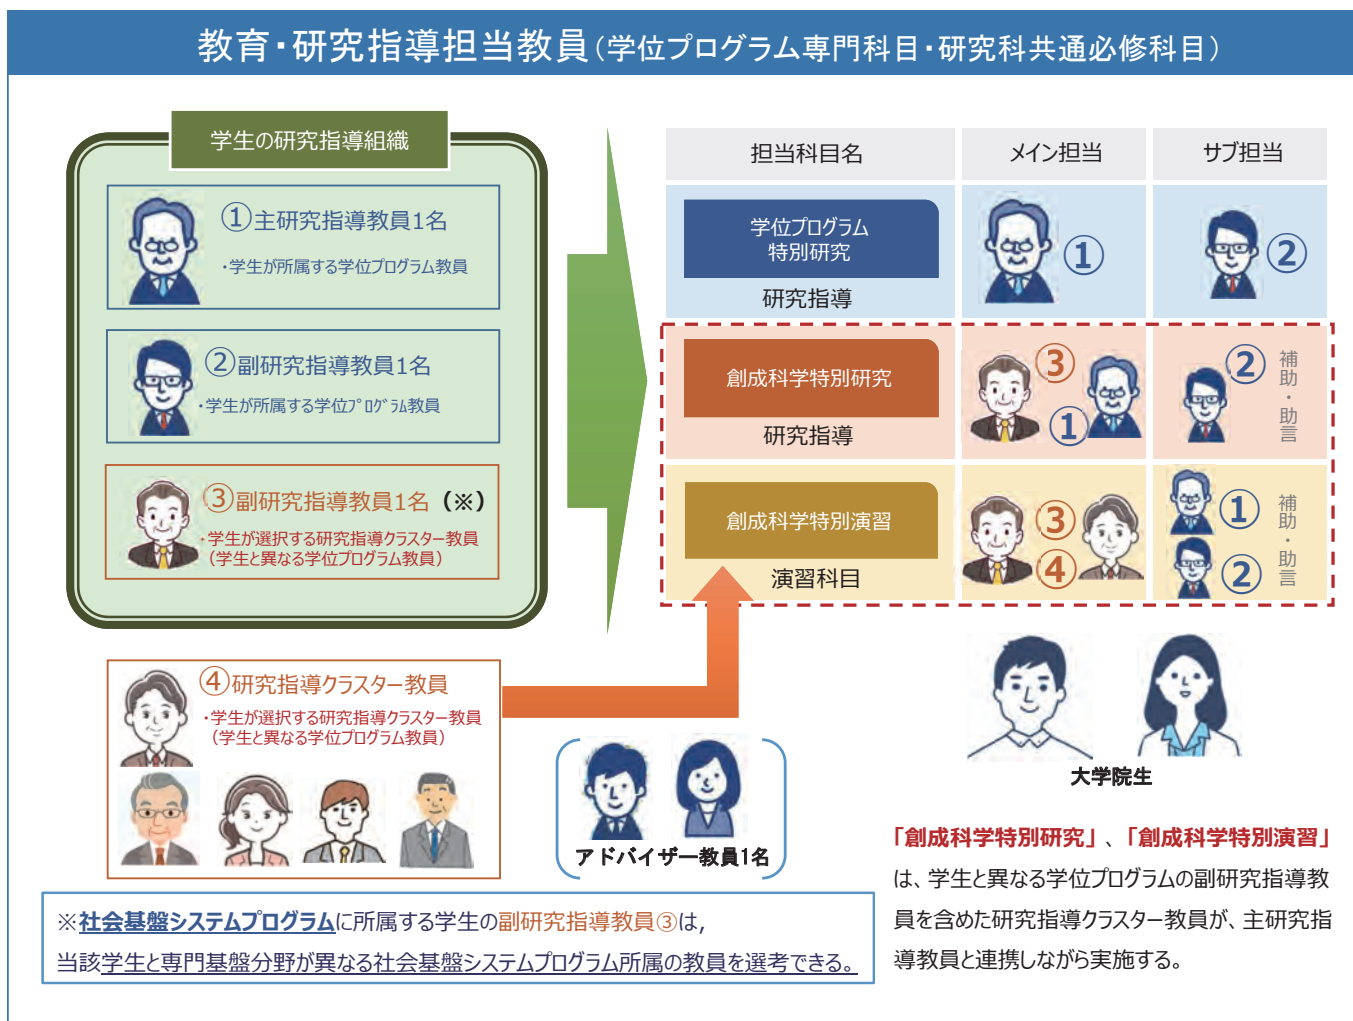 教育・研究指導担当教員（学位プログラム専門科目・研究科共通必修科目）
学生の研究指導組織
①主研究指導教員1名
・学生が所属する学位プログラム教員
②副研究指導教員1名
・学生が所属する学位ﾌﾟﾛｸﾞﾗﾑ教員
③副研究指導教員1名（※）
・学生が選択する研究指導クラスター教員
（学生と異なる学位プログラム教員）
④研究指導クラスター教員
・学生が選択する研究指導クラスター教員
（学生と異なる学位プログラム教員）
担当科目名
メイン担当
サブ担当
学位プログラム
特別研究
研究指導
①
②
創成科学特別研究
研究指導
③
①
②
補助・助言
創成科学特別演習
演習科目
③
④
①
②
補助・助言
アドバイザー教員1名
大学院生
「創成科学特別研究」、「創成科学特別演習」
は、学生と異なる学位プログラムの副研究指導教
員を含めた研究指導クラスター教員が、主研究指
導教員と連携しながら実施する。
※社会基盤システムプログラムに所属する学生の副研究指導教員③は，
当該学生と専門基盤分野が異なる社会基盤システムプログラム所属の教員を選考できる。